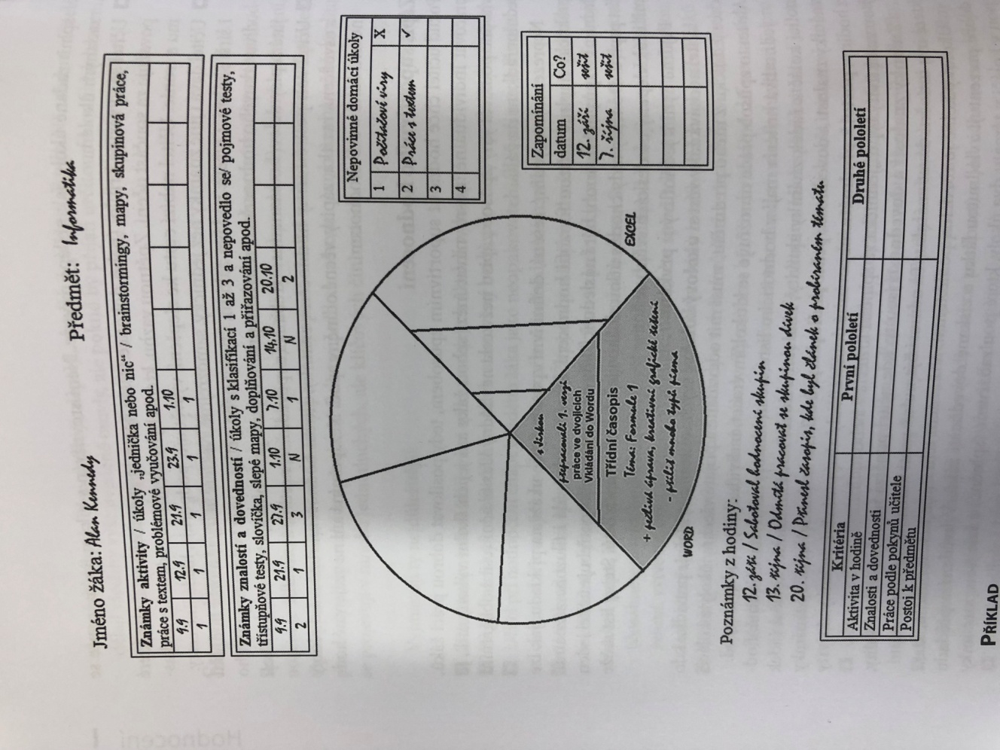 Jméno žáka: Alan Kennedy Předmět: Informatika
Známky aktivity / úkoly „jednička nebo nic“ / brainstormingy, mapy, skupinová práce,
práce s textem, problémové vyučování apod.
9.9 12.9 21.9 23.9 1.10
1 1 1 1 1
Známky znalostí a dovedností / úkoly s klasifikací 1 až 3 a nepovedlo se/ pojmové testy,
třístupňové testy, slovíčka, slepé mapy, doplňování a přiřazování apod.
9.9 21.9 27.9 1.10 7.10 14.10 20.10
2 1 3 N 1 N 2
Nepovinné domácí úkoly
1 Počítačové viry X
2 Práce s textem ✓
3
4
Zapomínání
datum Co?
12. září sešit
7. října sešit
EXCEL
WORD
s Jirkou
přepracovali 1. verzi
práce ve dvojicích
Vkládání do Wordu
Třídní časopis
Téma: Formule 1
+ pečlivá úprava, kreativní grafické řešení
- příliš mnoho typů písma
Poznámky z hodiny:
12. září / Sabotoval hodnocení skupin
13. října / Odmítá pracovat se skupinou dívek
20. října / Přinesl časopis, kde byl článek o probíraném tématu
Kritéria První pololetí Druhé pololetí
Aktivita v hodině
Znalosti a dovednosti
Práce podle pokynů učitele
Postoj k předmětu
PŘÍKLAD
Hodnocení